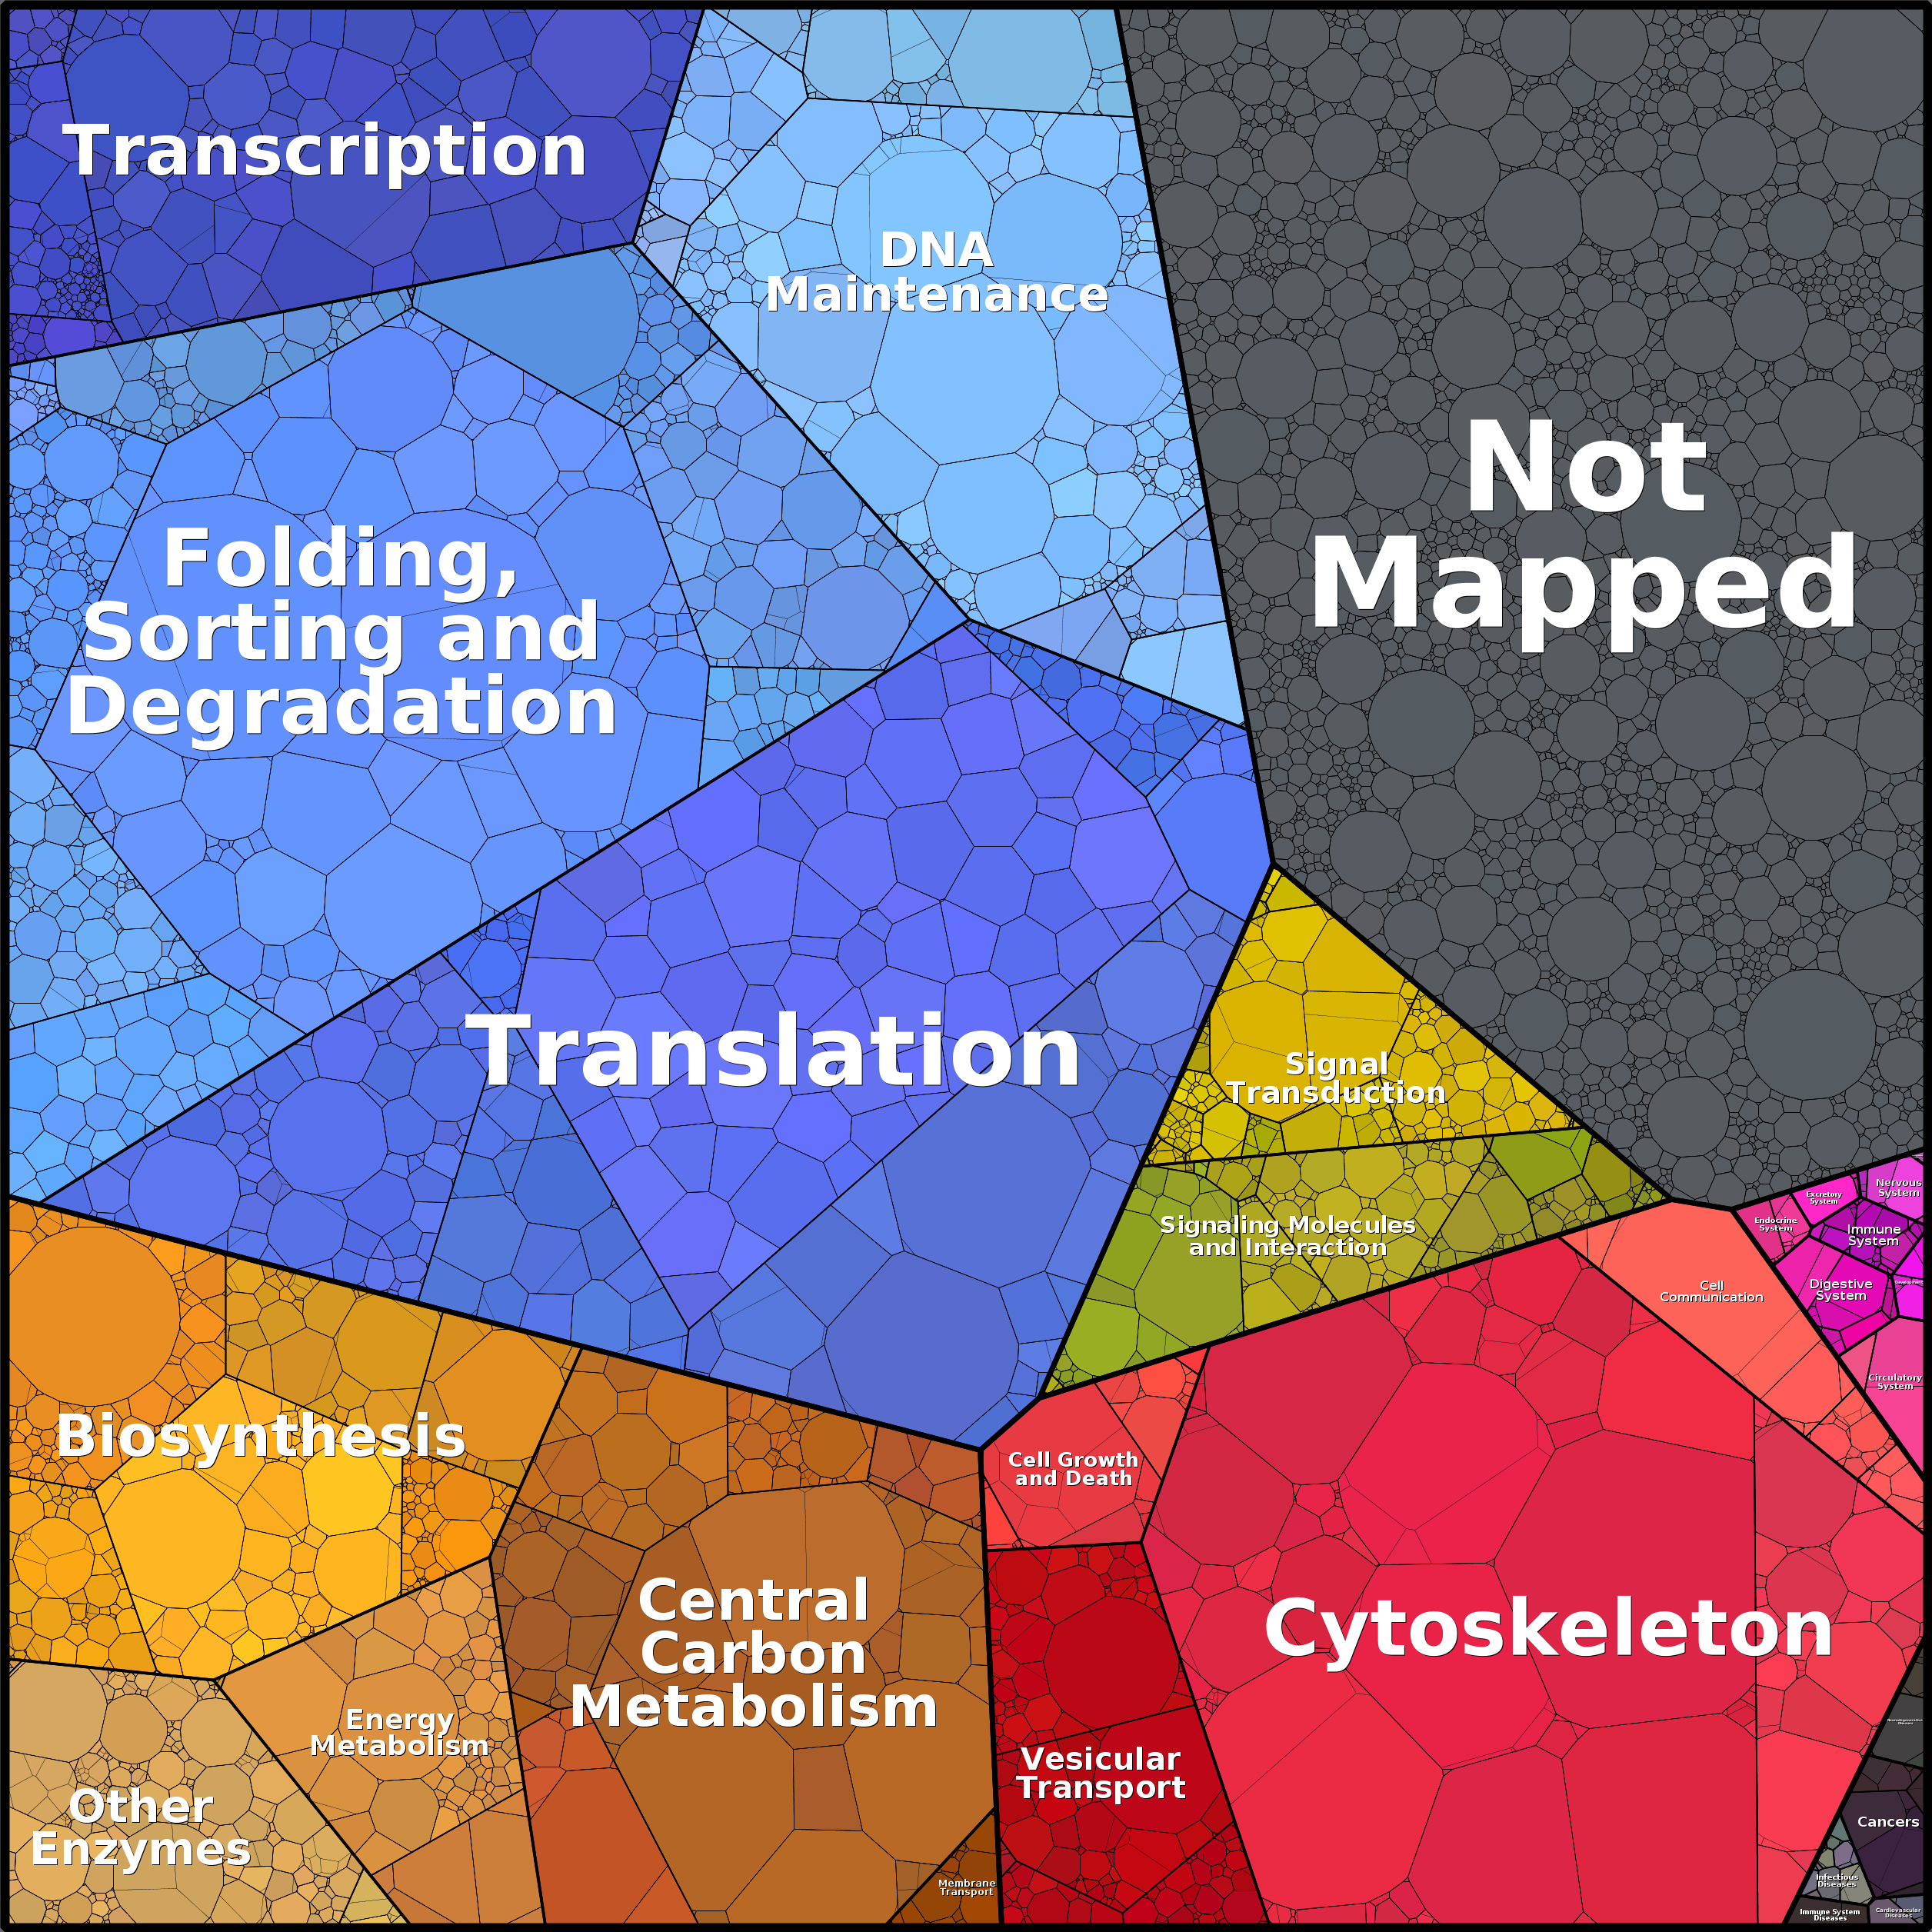 Transcription
DNA
Maintenance
Not
Mapped
Folding,
Sorting and
Degradation
Translation
Signal
Transduction
Signaling Molecules
and Interaction
Nervous
System
Excretory
System
Endocrine
System
Immune
System
Digestive
System
Circulatory
System
Cell
Communication
Biosynthesis
Cell Growth
and Death
Central
Carbon
Metabolism
Cytoskeleton
Energy
Metabolism
Vesicular
Transport
Other
Enzymes
Membrane
Transport
Neurodegenerative
Diseases
Cancers
Infectious
Diseases
Immune System
Diseases
Cardiovascular
Diseases